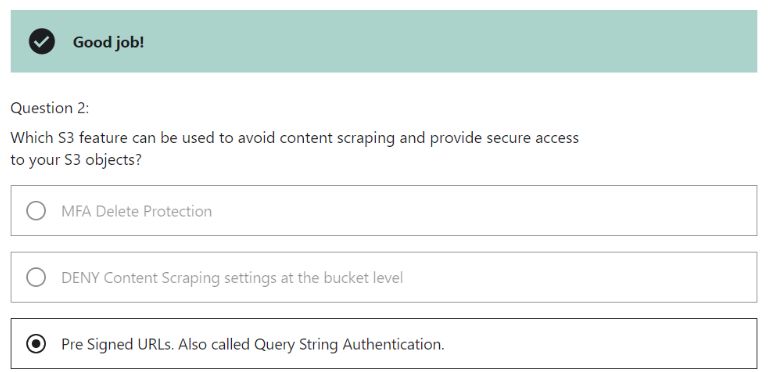 Good job!
Question 2:
Which S3 feature can be used to avoid content scraping and provide secure access
to your S3 objects?
MFA Delete Protection
DENY Content Scraping settings at the bucket level
Pre Signed URLs. Also called Query String Authentication.